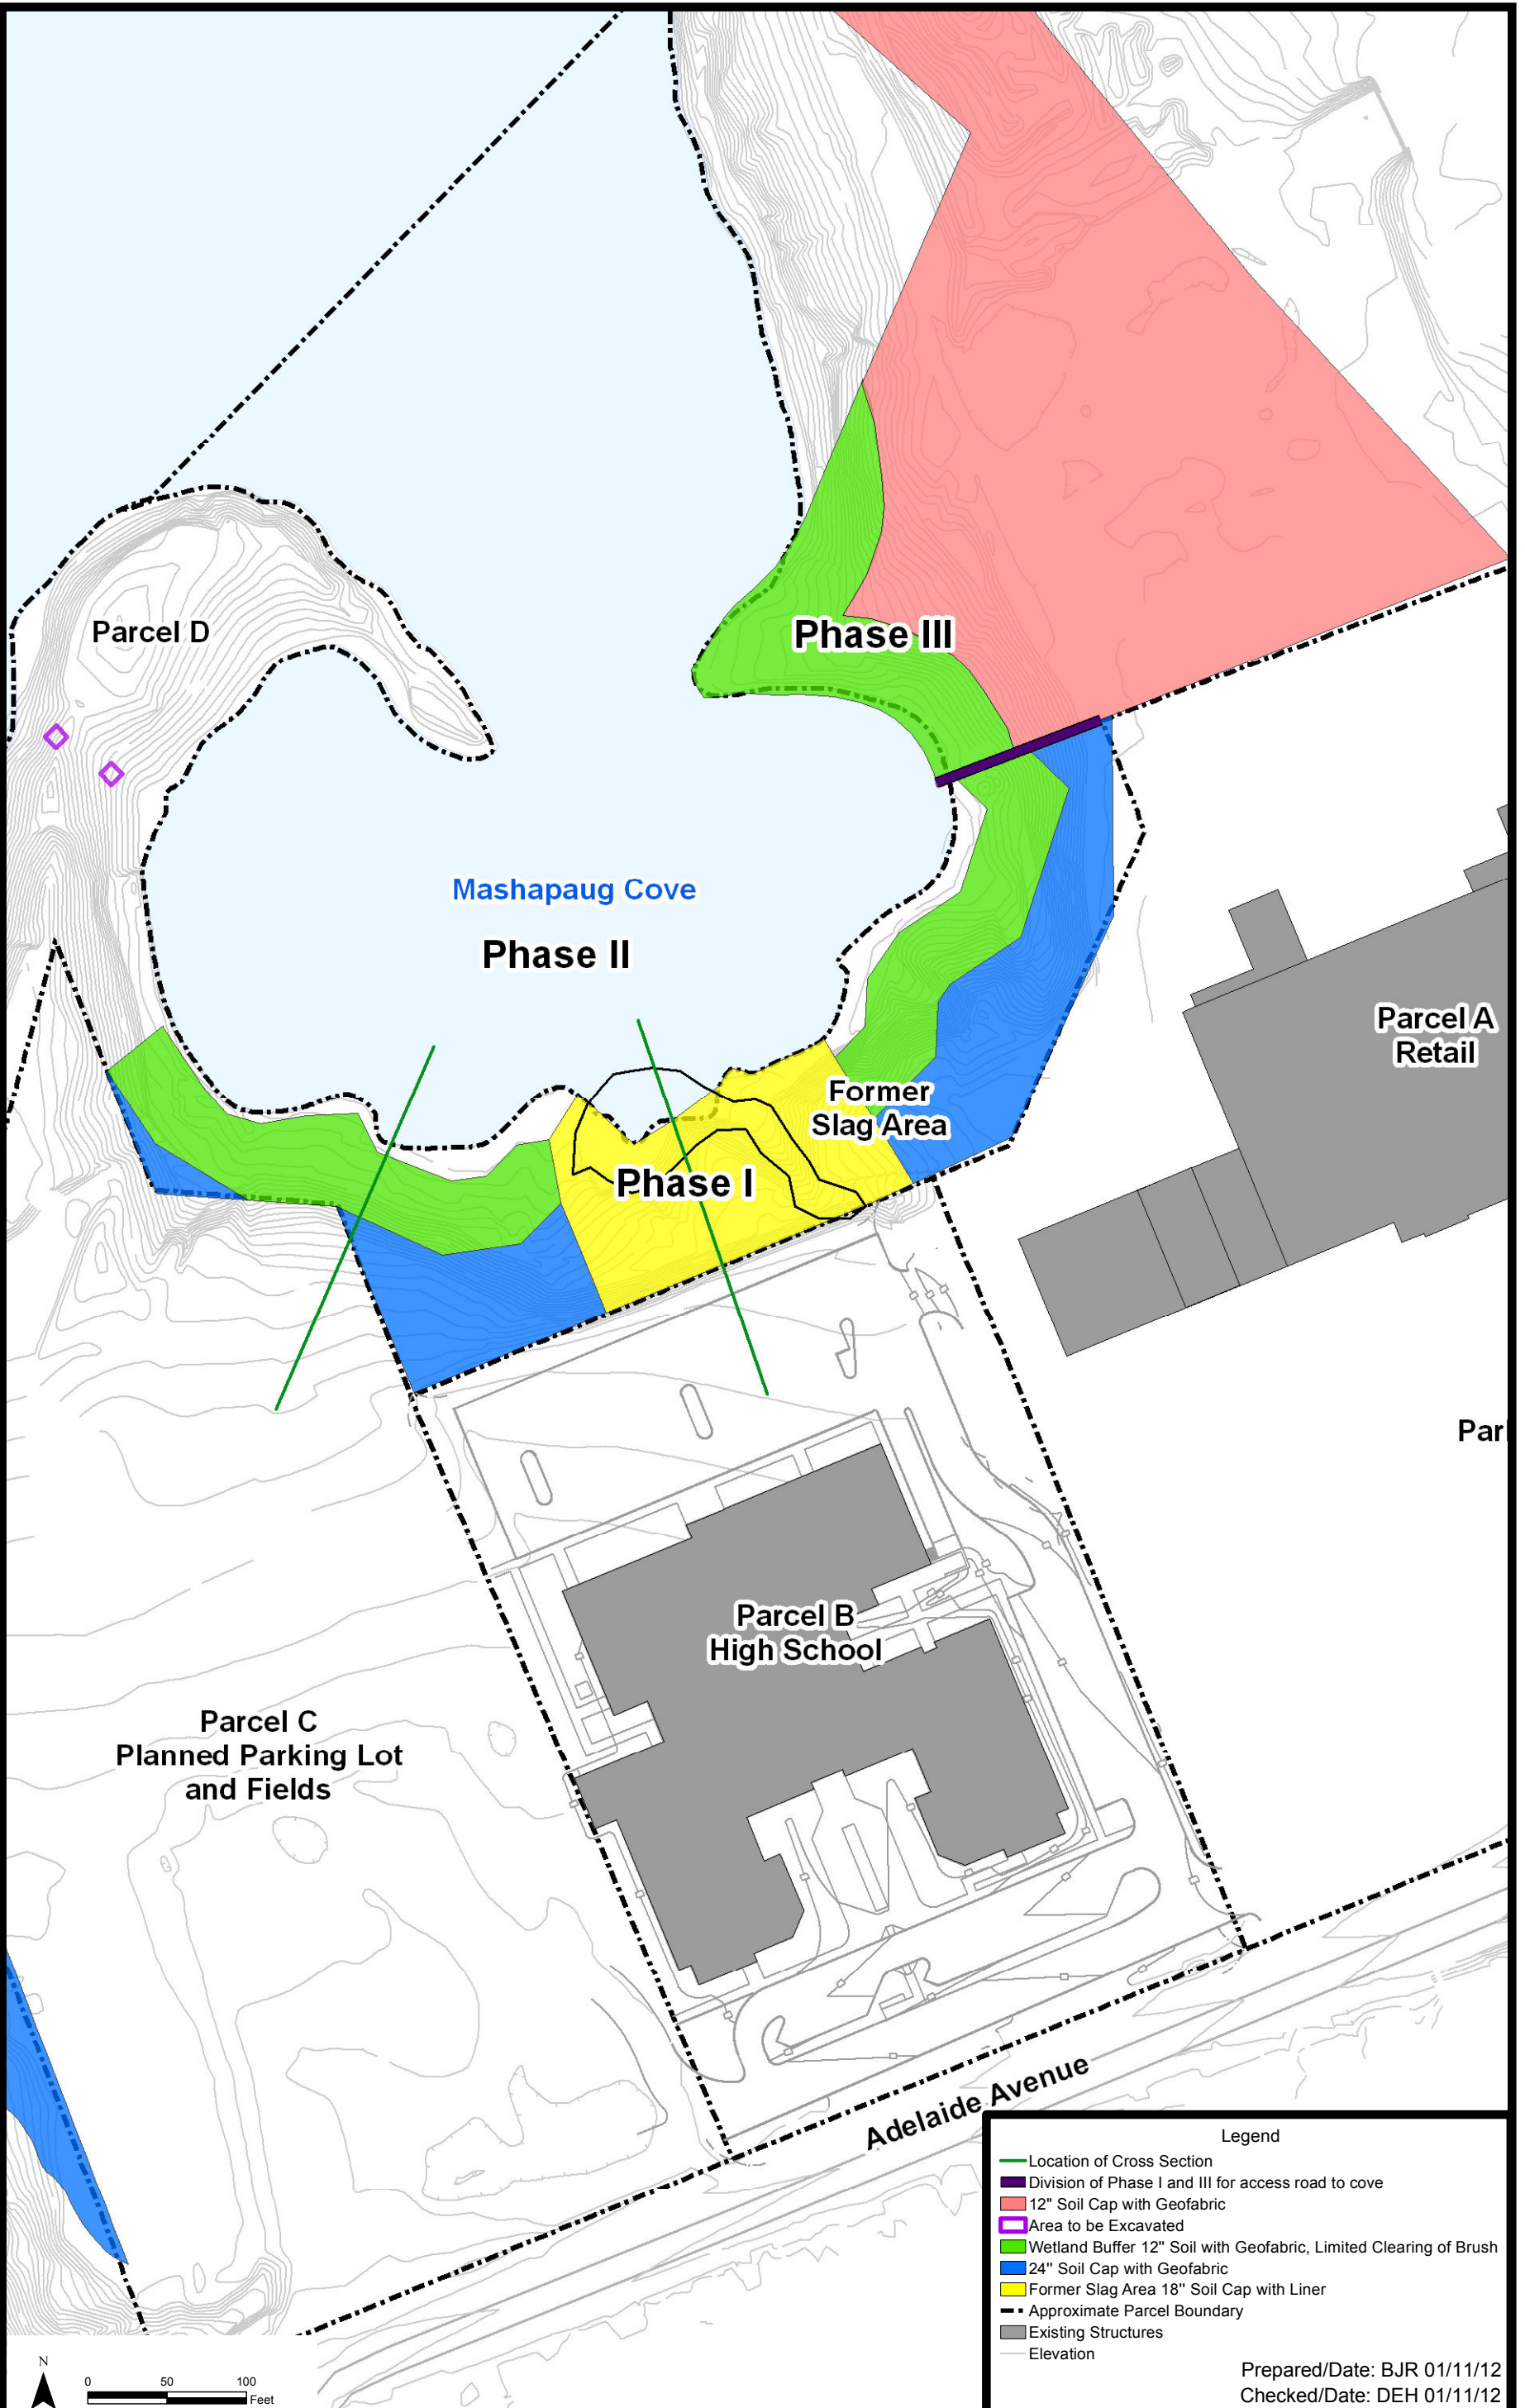 Parcel D
Phase III
Mashapaug Cove
Phase II
Parcel A
Retail
Former
Slag Area
Phase I
Parcel B
High School
Parcel C
Planned Parking Lot
and Fields
Adelaide Avenue
Legend
Location of Cross Section
Division of Phase I and III for access road to cove
12" Soil Cap with Geofabric
Area to be Excavated
Wetland Buffer 12" Soil with Geofabric, Limited Clearing of Brush
24" Soil Cap with Geofabric
Former Slag Area 18" Soil Cap with Liner
Approximate Parcel Boundary
Existing Structures
Elevation
Prepared/Date: BJR 01/11/12
Checked/Date: DEH 01/11/12
N
0 50 100
Feet